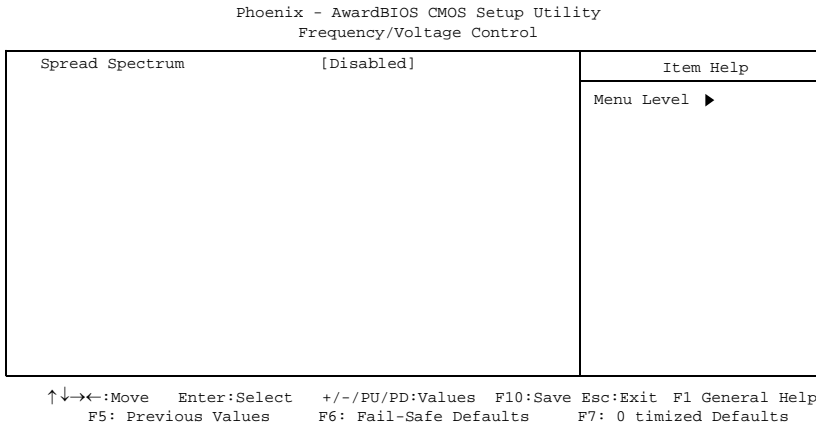 Phoenix - AwardBIOS CMOS Setup Utility
Frequency/Voltage Control
Spread Spectrum [Disabled]
Item Help
Menu Level ▶
↑↓→←:Move Enter:Select +/-/PU/PD:Values F10:Save Esc:Exit F1 General Help
F5: Previous Values F6: Fail-Safe Defaults F7: 0 timized Defaults